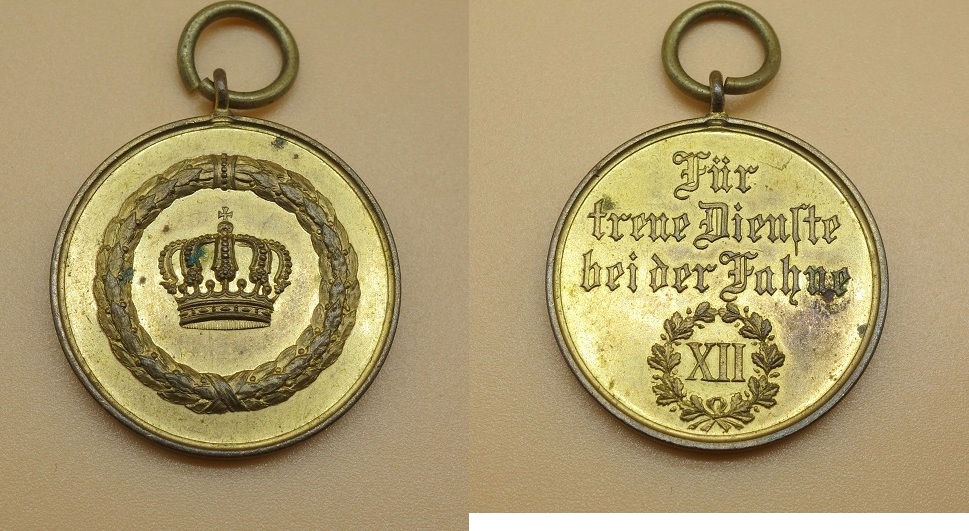 Für
treue Dienſte
bei der Fahne
XII